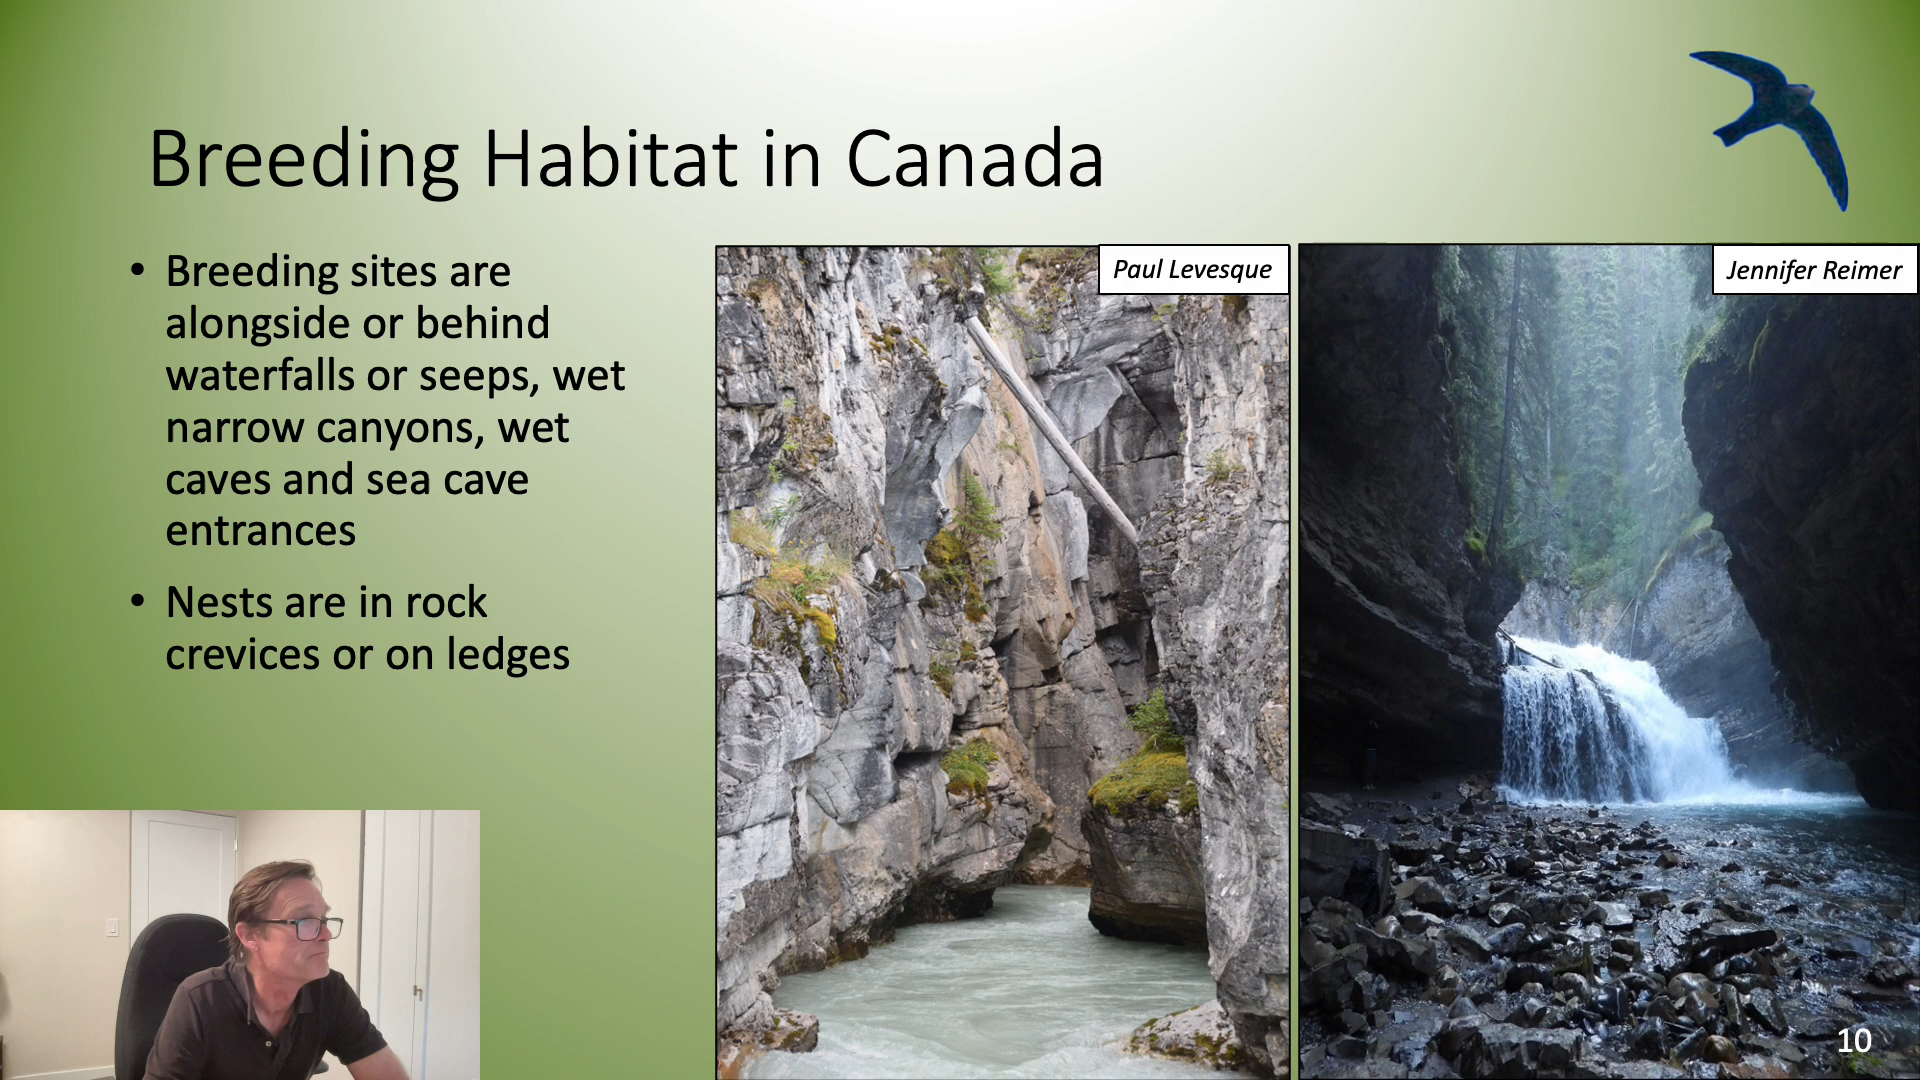 Breeding Habitat in Canada
• Breeding sites are
alongside or behind
waterfalls or seeps, wet
narrow canyons, wet
caves and sea cave
entrances
• Nests are in rock
crevices or on ledges
Paul Levesque
Jennifer Reimer
10